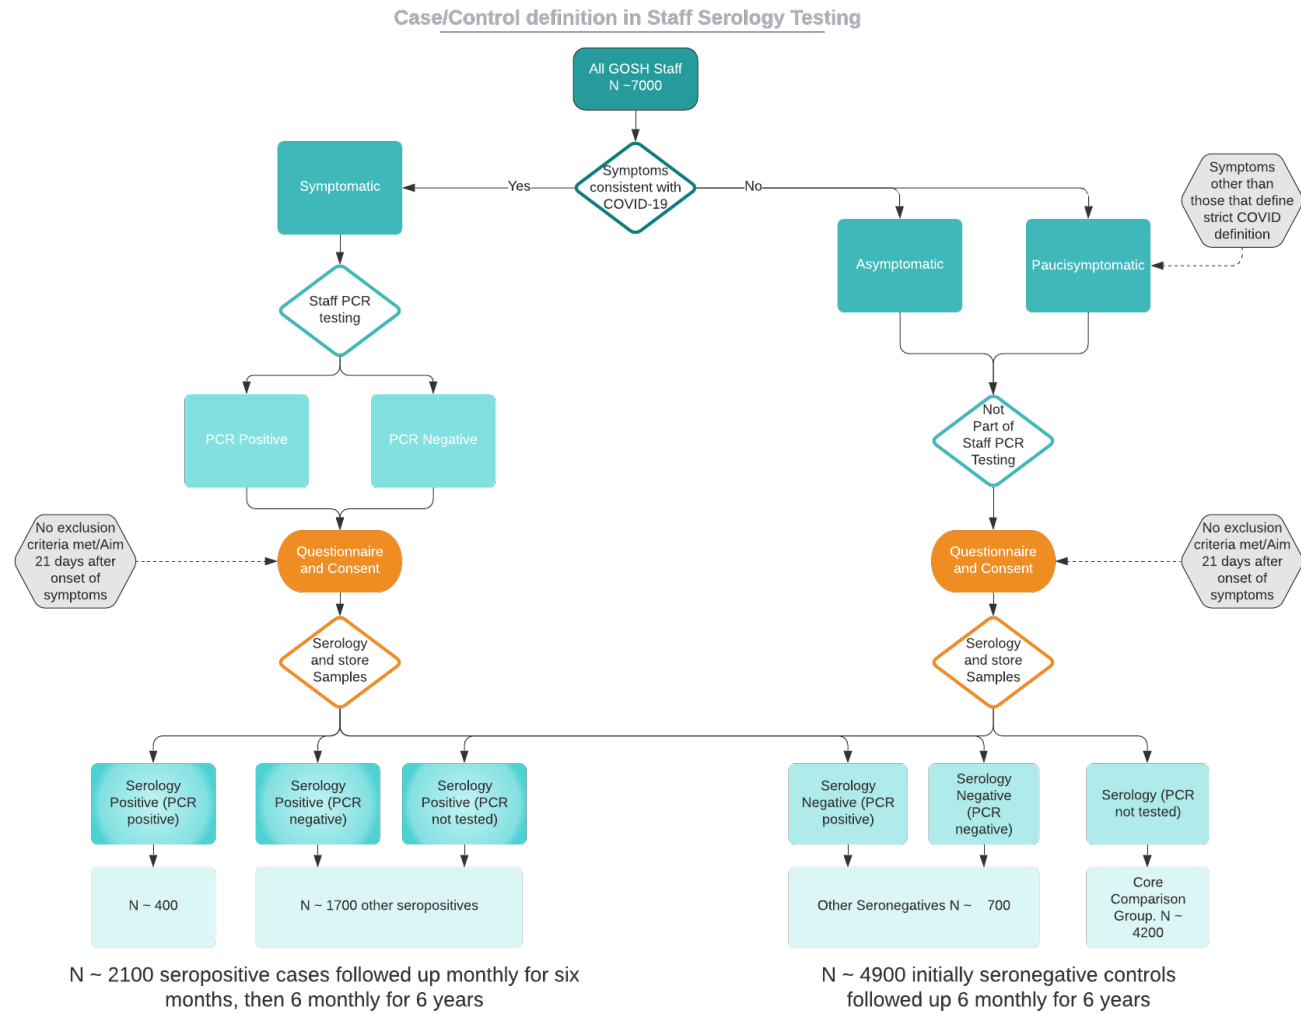 Case/Control definition in Staff Serology Testing
All GOSH Staff
N ~7000
Symptoms
consistent with
COVID-19
Yes
No
Symptomatic
Asymptomatic
Paucisymptomatic
Symptoms
other than
those that define
strict COVID
definition
Staff PCR
testing
PCR Positive
PCR Negative
Not
Part of
Staff PCR
Testing
No exclusion
criteria met/Aim
21 days after
onset of
symptoms
Questionnaire
and Consent
Questionnaire
and Consent
No exclusion
criteria met/Aim
21 days after
onset of
symptoms
Serology
and store
Samples
Serology
and store
Samples
Serology
Positive (PCR
positive)
Serology
Positive (PCR
negative)
Serology
Positive (PCR
not tested)
Serology
Negative (PCR
positive)
Serology
Negative
(PCR
negative)
Serology (PCR
not tested)
N ~ 400
N ~ 1700 other seropositives
Other Seronegatives N ~ 700
Core
Comparison
Group. N ~
4200
N ~ 2100 seropositive cases followed up monthly for six
months, then 6 monthly for 6 years
N ~ 4900 initially seronegative controls
followed up 6 monthly for 6 years